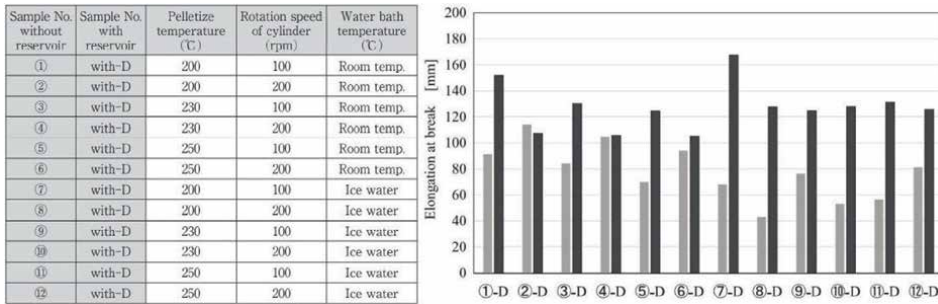 Sample No. without reservoir | Sample No. with reservoir | Pelletize temperature (℃) | Rotation speed of cylinder (rpm) | Water bath temperature (℃)
① | with-D | 200 | 100 | Room temp.
② | with-D | 200 | 200 | Room temp.
③ | with-D | 230 | 100 | Room temp.
④ | with-D | 230 | 200 | Room temp.
⑤ | with-D | 250 | 100 | Room temp.
⑥ | with-D | 250 | 200 | Room temp.
⑦ | with-D | 200 | 100 | Ice water
⑧ | with-D | 200 | 200 | Ice water
⑨ | with-D | 230 | 100 | Ice water
⑩ | with-D | 230 | 200 | Ice water
⑪ | with-D | 250 | 100 | Ice water
⑫ | with-D | 250 | 200 | Ice water
Elongation at break [mm]
200
180
160
140
120
100
80
60
40
20
0
①-D ②-D ③-D ④-D ⑤-D ⑥-D ⑦-D ⑧-D ⑨-D ⑩-D ⑪-D ⑫-D